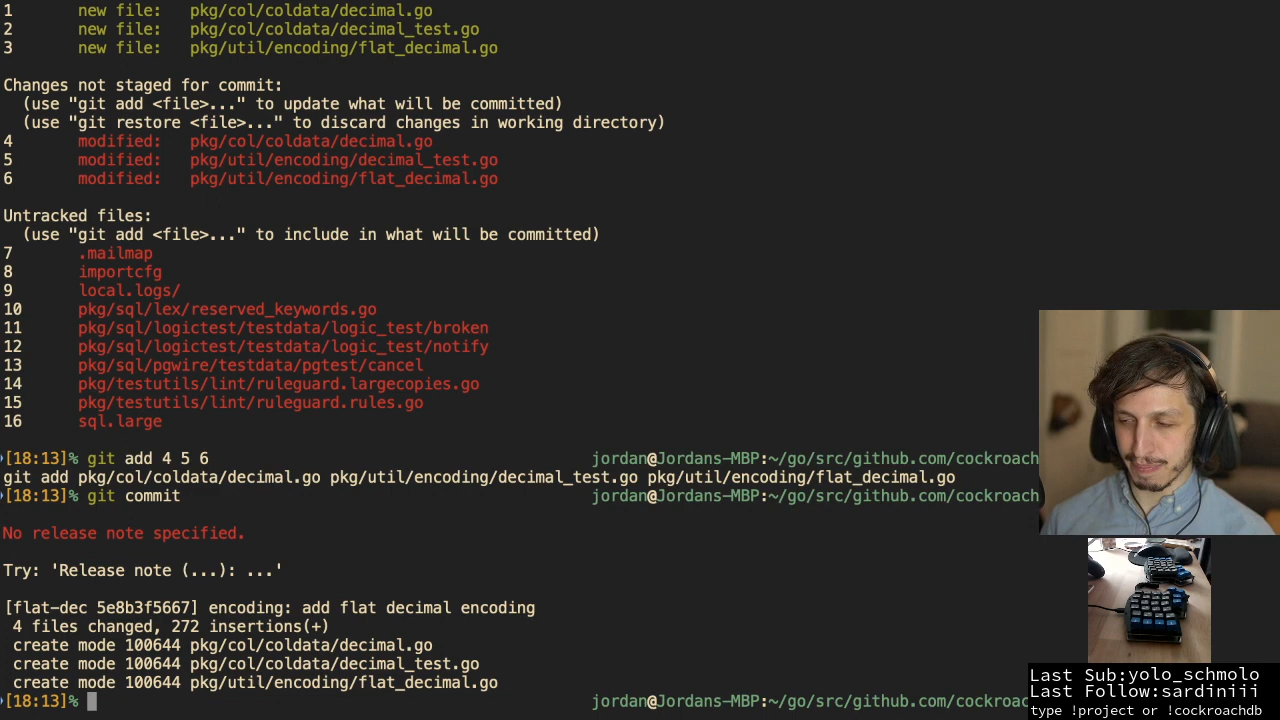 1       new file:   pkg/col/coldata/decimal.go
2       new file:   pkg/col/coldata/decimal_test.go
3       new file:   pkg/util/encoding/flat_decimal.go
Changes not staged for commit:
  (use "git add <file>..." to update what will be committed)
  (use "git restore <file>..." to discard changes in working directory)
4       modified:   pkg/col/coldata/decimal.go
5       modified:   pkg/util/encoding/decimal_test.go
6       modified:   pkg/util/encoding/flat_decimal.go
Untracked files:
  (use "git add <file>..." to include in what will be committed)
7       .mailmap
8       importcfg
9       local.logs/
10      pkg/sql/lex/reserved_keywords.go
11      pkg/sql/logictest/testdata/logic_test/broken
12      pkg/sql/logictest/testdata/logic_test/notify
13      pkg/sql/pgwire/testdata/pgtest/cancel
14      pkg/testutils/lint/ruleguard.largecopies.go
15      pkg/testutils/lint/ruleguard.rules.go
16      sql.large
[18:13]% git add 4 5 6 jordan@Jordans-MBP:~/go/src/github.com/cockroach
git add pkg/col/coldata/decimal.go pkg/util/encoding/decimal_test.go pkg/util/encoding/flat_decimal.go
[18:13]% git commit jordan@Jordans-MBP:~/go/src/github.com/cockroach
No release note specified.
Try: 'Release note (...): ...'
[flat-dec 5e8b3f5667] encoding: add flat decimal encoding
 4 files changed, 272 insertions(+)
 create mode 100644 pkg/col/coldata/decimal.go
 create mode 100644 pkg/col/coldata/decimal_test.go
 create mode 100644 pkg/util/encoding/flat_decimal.go
[18:13]% jordan@Jordans-MBP:~/go/src/github.com/cockroa
Last Sub:yolo_schmolo
Last Follow:sardiniii
type !project or !cockroachdb